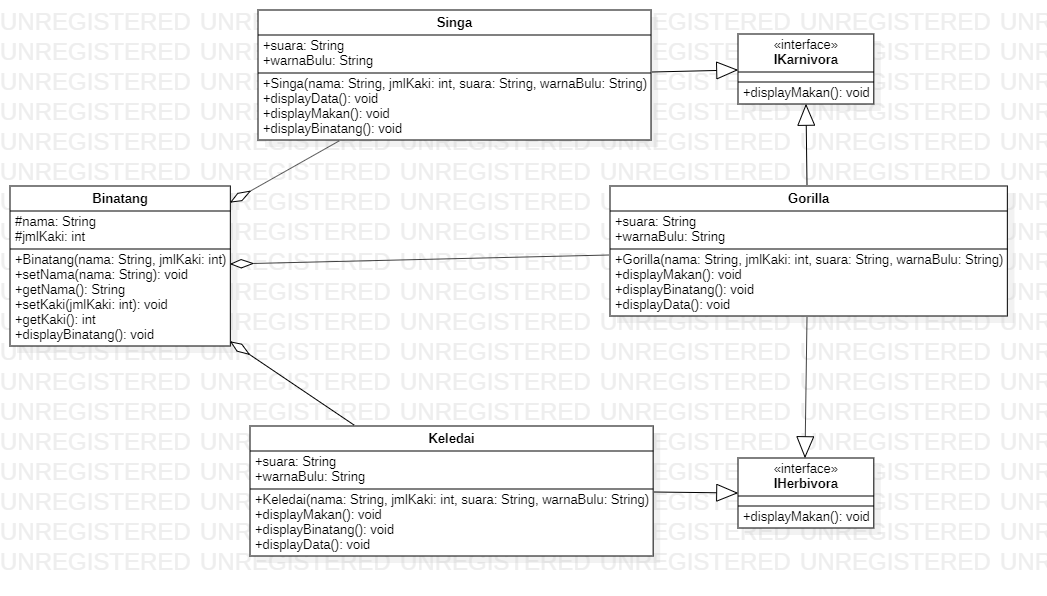 Singa
+suara: String
+warnaBulu: String
+Singa(nama: String, jmlKaki: int, suara: String, warnaBulu: String)
+displayData(): void
+displayMakan(): void
+displayBinatang(): void
«interface»
IKarnivora
+displayMakan(): void
Binatang
#nama: String
#jmlKaki: int
+Binatang(nama: String, jmlKaki: int)
+setNama(nama: String): void
+getNama(): String
+setKaki(jmlKaki: int): void
+getKaki(): int
+displayBinatang(): void
Gorilla
+suara: String
+warnaBulu: String
+Gorilla(nama: String, jmlKaki: int, suara: String, warnaBulu: String)
+displayMakan(): void
+displayBinatang(): void
+displayData(): void
Keledai
+suara: String
+warnaBulu: String
+Keledai(nama: String, jmlKaki: int, suara: String, warnaBulu: String)
+displayMakan(): void
+displayBinatang(): void
+displayData(): void
«interface»
IHerbivora
+displayMakan(): void
UNREGISTERED